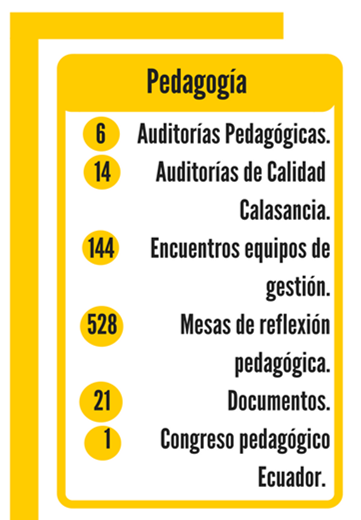 Pedagogía
6 Auditorías Pedagógicas.
14 Auditorías de Calidad
Calasancia.
144 Encuentros equipos de
gestión.
528 Mesas de reflexión
pedagógica.
21 Documentos.
1 Congreso pedagógico
Ecuador.